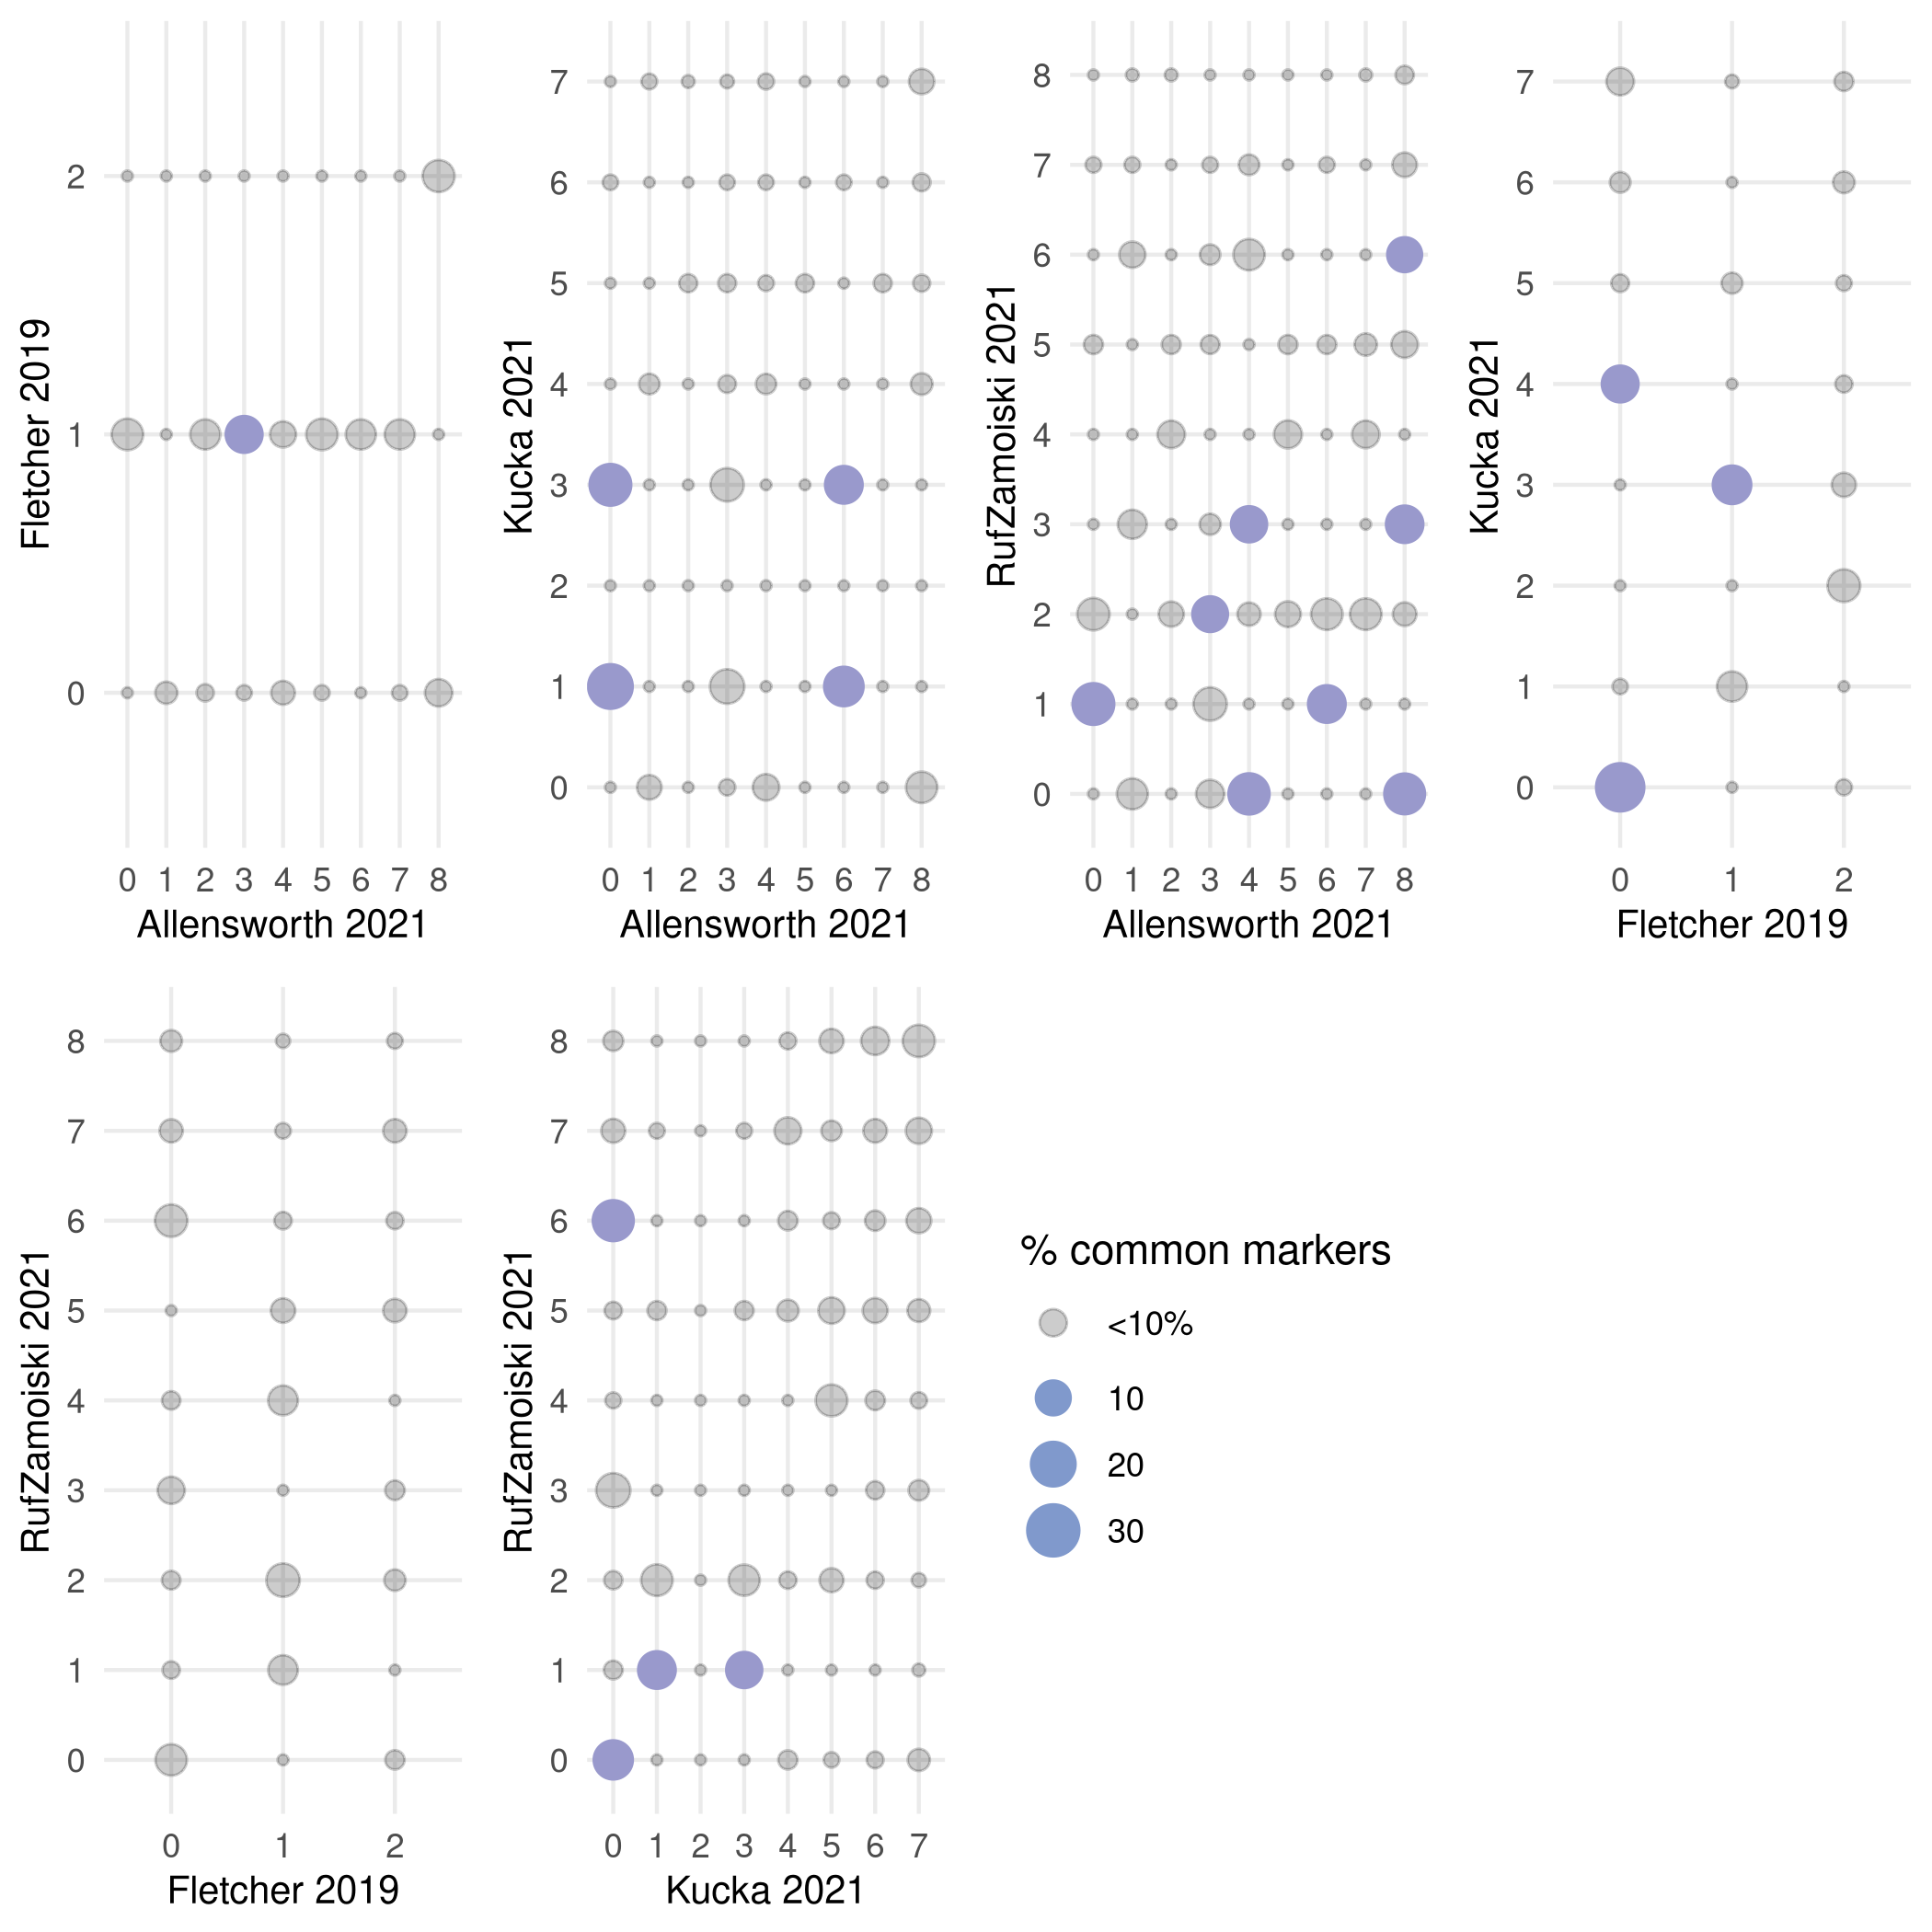 Fletcher 2019
2
1
0
0 1 2 3 4 5 6 7 8
Allensworth 2021
Kucka 2021
7
6
5
4
3
2
1
0
0 1 2 3 4 5 6 7 8
Allensworth 2021
RufZamoiski 2021
8
7
6
5
4
3
2
1
0
0 1 2 3 4 5 6 7 8
Allensworth 2021
Kucka 2021
7
6
5
4
3
2
1
0
0 1 2
Fletcher 2019
RufZamoiski 2021
8
7
6
5
4
3
2
1
0
0 1 2
Fletcher 2019
RufZamoiski 2021
8
7
6
5
4
3
2
1
0
0 1 2 3 4 5 6 7
Kucka 2021
% common markers
<10%
10
20
30